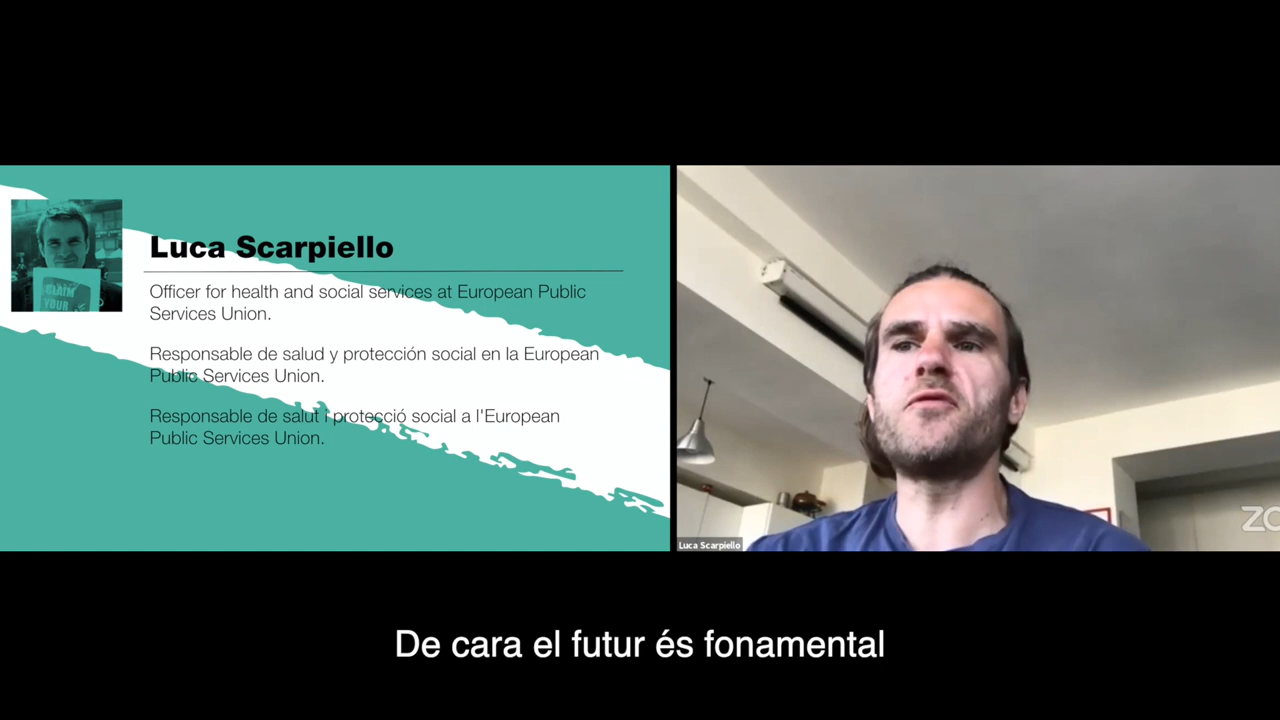 CLAIM
YOUR
Luca Scarpiello
Officer for health and social services at European Public
Services Union.
Responsable de salud y protección social en la European
Public Services Union.
Responsable de salut i protecció social a l'European
Public Services Union.
Luca Scarpiello
De cara el futur és fonamental